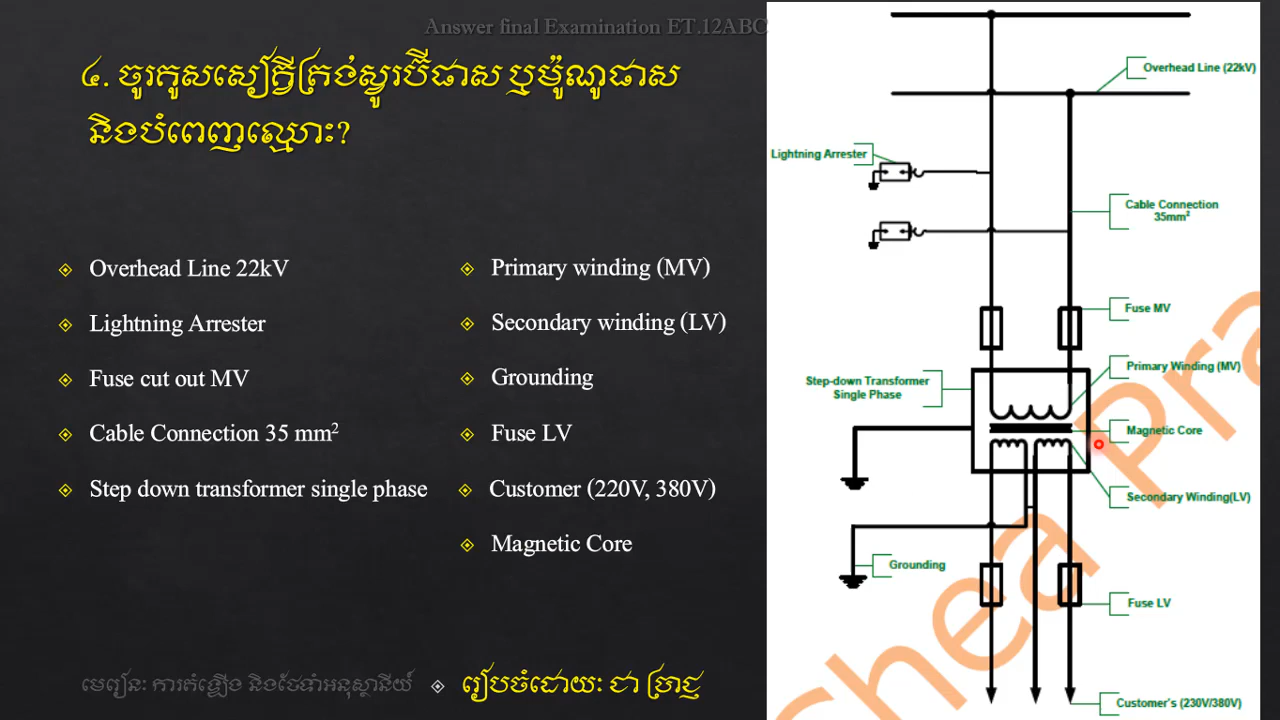 Answer final Examination ET.12ABC
៤. ចូរគូសសៀគ្វីត្រង់ស្វូរប៊ីផាស ឬម៉ូណូផាស
និងបំពេញឈ្មោះ?
Overhead Line 22kV
Lightning Arrester
Fuse cut out MV
Cable Connection 35 mm²
Step down transformer single phase
Primary winding (MV)
Secondary winding (LV)
Grounding
Fuse LV
Customer (220V, 380V)
Magnetic Core
មេរៀន: ការតំឡើង និងថែទាំអនុស្ថានីយ៍
រៀបចំដោយ: ជា ប្រាជ្ញ
Overhead Line (22kV)
Lightning Arrester
Cable Connection
35mm²
Fuse MV
Primary Winding (MV)
Step-down Transformer
Single Phase
Magnetic Core
Secondary Winding(LV)
Grounding
Fuse LV
Customer's (230V/380V)